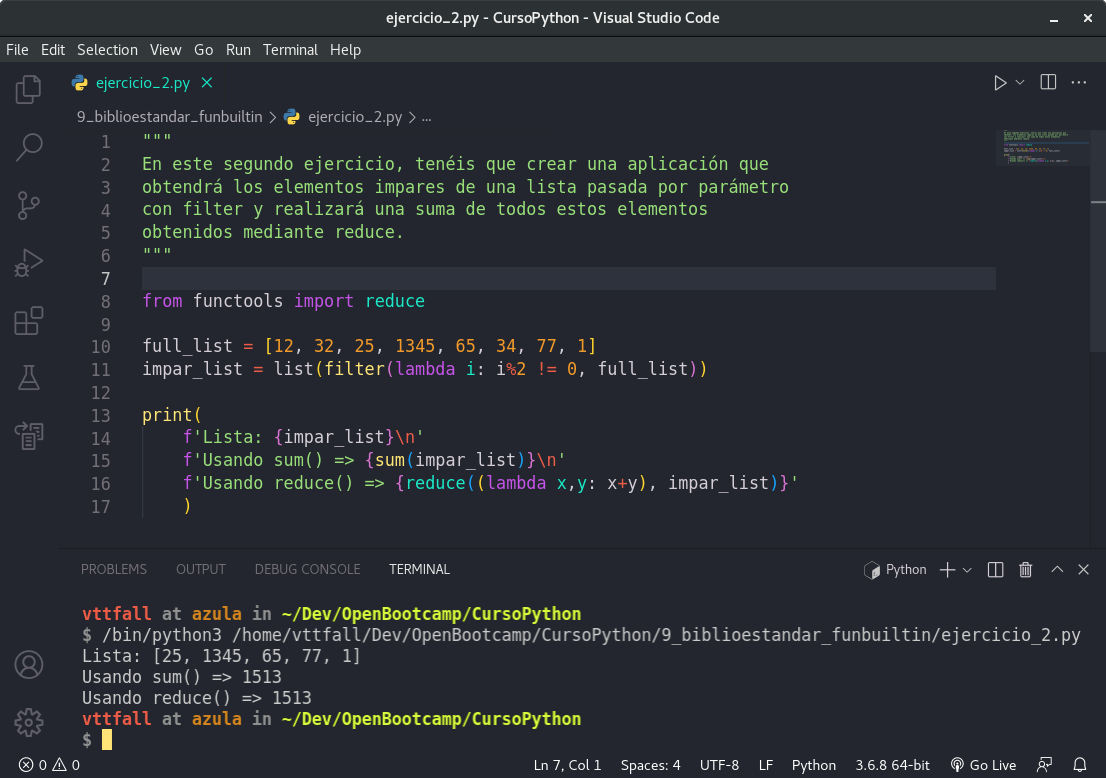 ejercicio_2.py - CursoPython - Visual Studio Code
File Edit Selection View Go Run Terminal Help
ejercicio_2.py
9_biblioestandar_funbuiltin > ejercicio_2.py > ...
1 """
2 En este segundo ejercicio, tenéis que crear una aplicación que
3 obtendrá los elementos impares de una lista pasada por parámetro
4 con filter y realizará una suma de todos estos elementos
5 obtenidos mediante reduce.
6 """
7
8 from functools import reduce
9
10 full_list = [12, 32, 25, 1345, 65, 34, 77, 1]
11 impar_list = list(filter(lambda i: i%2 != 0, full_list))
12
13 print(
14     f'Lista: {impar_list}\n'
15     f'Usando sum() => {sum(impar_list)}\n'
16     f'Usando reduce() => {reduce((lambda x,y: x+y), impar_list)}'
17     )
PROBLEMS OUTPUT DEBUG CONSOLE TERMINAL Python
vttfall at azula in ~/Dev/OpenBootcamp/CursoPython
$ /bin/python3 /home/vttfall/Dev/OpenBootcamp/CursoPython/9_biblioestandar_funbuiltin/ejercicio_2.py
Lista: [25, 1345, 65, 77, 1]
Usando sum() => 1513
Usando reduce() => 1513
vttfall at azula in ~/Dev/OpenBootcamp/CursoPython
$
0 0 Ln 7, Col 1 Spaces: 4 UTF-8 LF Python 3.6.8 64-bit Go Live